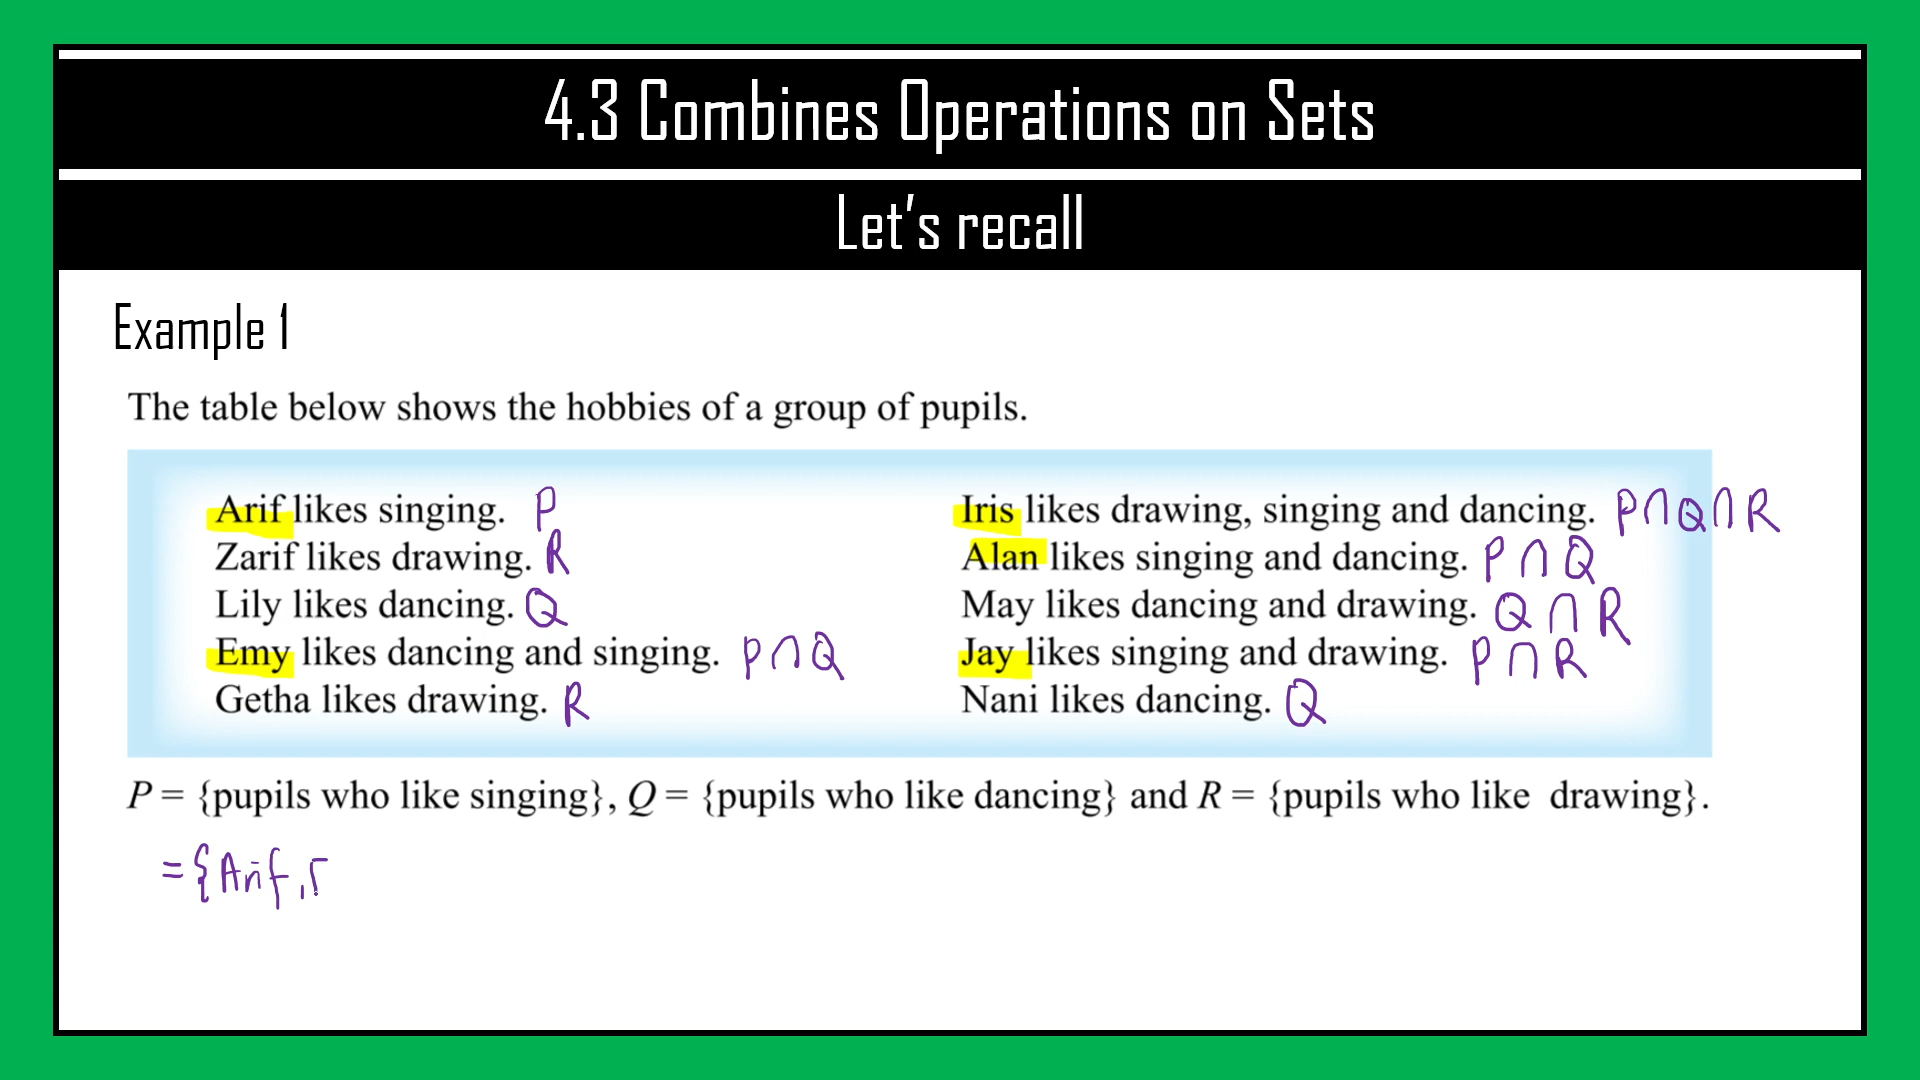 4.3 Combines Operations on Sets
Let's recall
Example 1
The table below shows the hobbies of a group of pupils.
Arif likes singing. P
Zarif likes drawing. R
Lily likes dancing. Q
Emy likes dancing and singing. P∩Q
Getha likes drawing. R
Iris likes drawing, singing and dancing. P∩Q∩R
Alan likes singing and dancing. P∩Q
May likes dancing and drawing. Q∩R
Jay likes singing and drawing. P∩R
Nani likes dancing. Q
P = {pupils who like singing}, Q = {pupils who like dancing} and R = {pupils who like drawing}.
= {Arif,